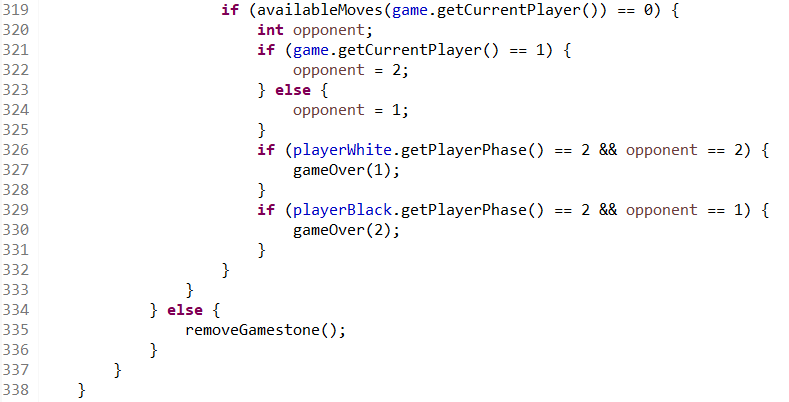 319                     if (availableMoves(game.getCurrentPlayer()) == 0) {
320                         int opponent;
321                         if (game.getCurrentPlayer() == 1) {
322                             opponent = 2;
323                         } else {
324                             opponent = 1;
325                         }
326                         if (playerWhite.getPlayerPhase() == 2 && opponent == 2) {
327                             gameOver(1);
328                         }
329                         if (playerBlack.getPlayerPhase() == 2 && opponent == 1) {
330                             gameOver(2);
331                         }
332                     }
333                 }
334             } else {
335                 removeGamestone();
336             }
337         }
338     }